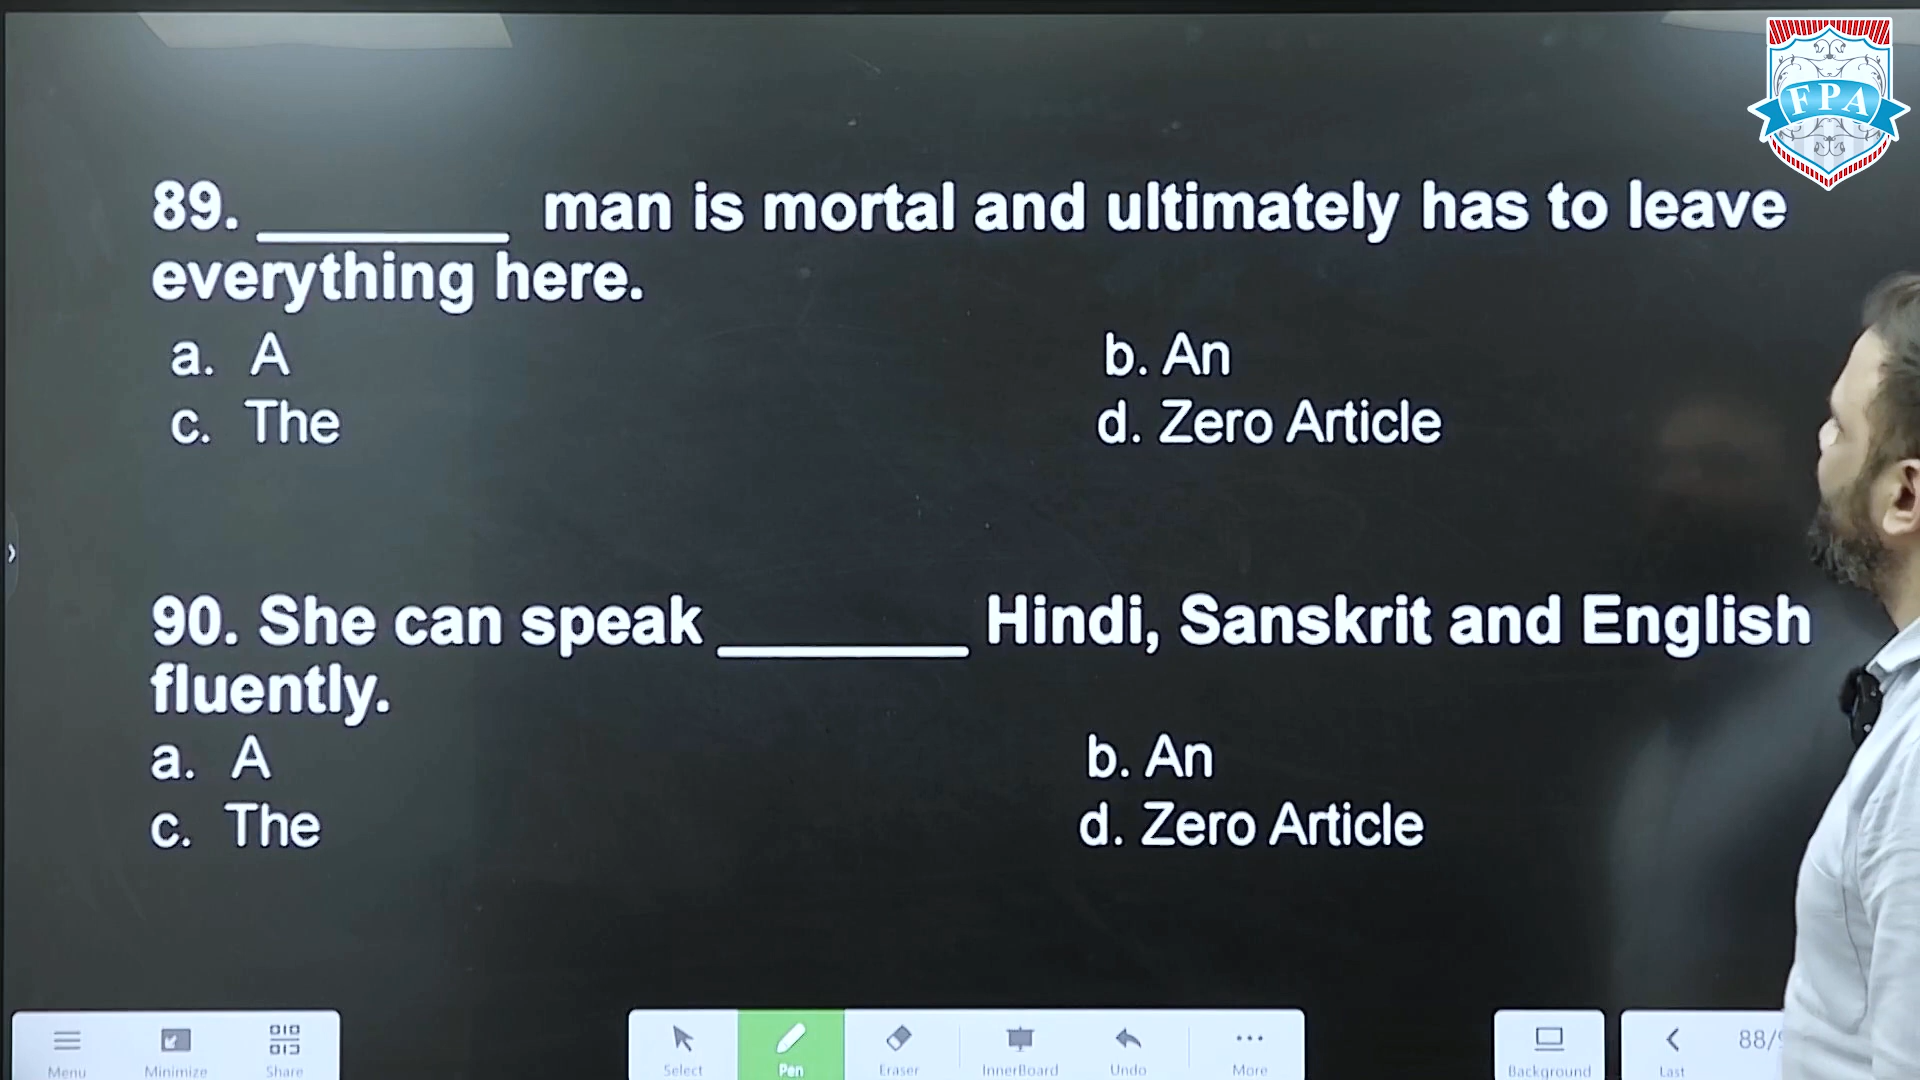 FPA
89. ________ man is mortal and ultimately has to leave
everything here.
a. A
b. An
c. The
d. Zero Article
90. She can speak ________ Hindi, Sanskrit and English
fluently.
a. A
b. An
c. The
d. Zero Article
Menu Minimize Share Select Pen Eraser InnerBoard Undo More Background Last 88/